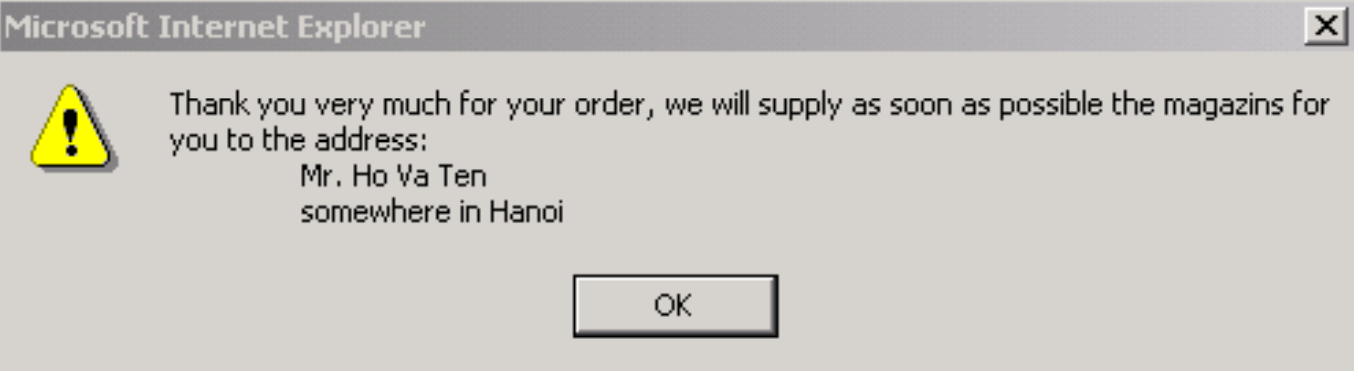 Microsoft Internet Explorer
Thank you very much for your order, we will supply as soon as possible the magazins for
you to the address:
Mr. Ho Va Ten
somewhere in Hanoi
OK